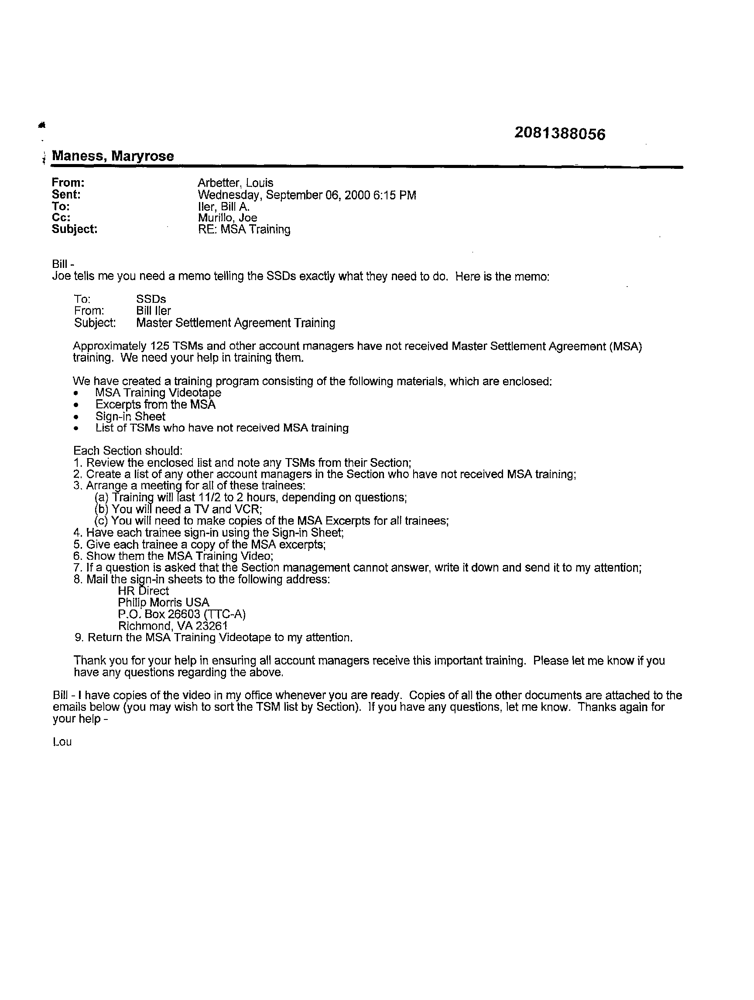 2081388056
Maness, Maryrose
From: Arbetter, Louis
Sent: Wednesday, September 06, 2000 6:15 PM
To: Iler, Bill A.
Cc: Murillo, Joe
Subject: RE: MSA Training
Bill -
Joe tells me you need a memo telling the SSDs exactly what they need to do. Here is the memo:
To: SSDs
From: Bill Iler
Subject: Master Settlement Agreement Training
Approximately 125 TSMs and other account managers have not received Master Settlement Agreement (MSA)
training. We need your help in training them.
We have created a training program consisting of the following materials, which are enclosed:
• MSA Training Videotape
• Excerpts from the MSA
• Sign-in Sheet
• List of TSMs who have not received MSA training
Each Section should:
1. Review the enclosed list and note any TSMs from their Section;
2. Create a list of any other account managers in the Section who have not received MSA training;
3. Arrange a meeting for all of these trainees:
(a) Training will last 11/2 to 2 hours, depending on questions;
(b) You will need a TV and VCR;
(c) You will need to make copies of the MSA Excerpts for all trainees;
4. Have each trainee sign-in using the Sign-in Sheet;
5. Give each trainee a copy of the MSA excerpts;
6. Show them the MSA Training Video;
7. If a question is asked that the Section management cannot answer, write it down and send it to my attention;
8. Mail the sign-in sheets to the following address:
HR Direct
Philip Morris USA
P.O. Box 26603 (TTC-A)
Richmond, VA 23261
9. Return the MSA Training Videotape to my attention.
Thank you for your help in ensuring all account managers receive this important training. Please let me know if you
have any questions regarding the above.
Bill - I have copies of the video in my office whenever you are ready. Copies of all the other documents are attached to the
emails below (you may wish to sort the TSM list by Section). If you have any questions, let me know. Thanks again for
your help -
Lou